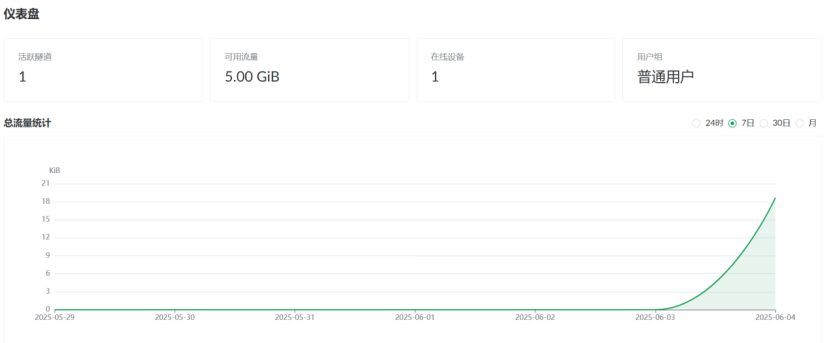 仪表盘
活跃隧道 可用流量 在线设备 用户组
1 5.00 GiB 1 普通用户
总流量统计 24时 7日 30日 月
KiB
21
18
15
12
9
6
3
0
2025-05-29 2025-05-30 2025-05-31 2025-06-01 2025-06-02 2025-06-03 2025-06-04